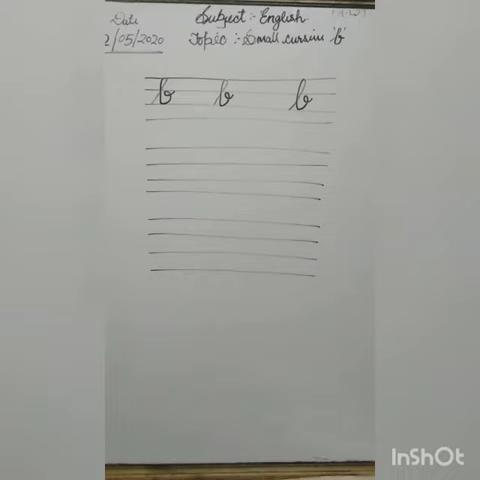 Date Subject :- English
2/05/2020 Topic :- Small cursive 'b'
b b b
InShOt